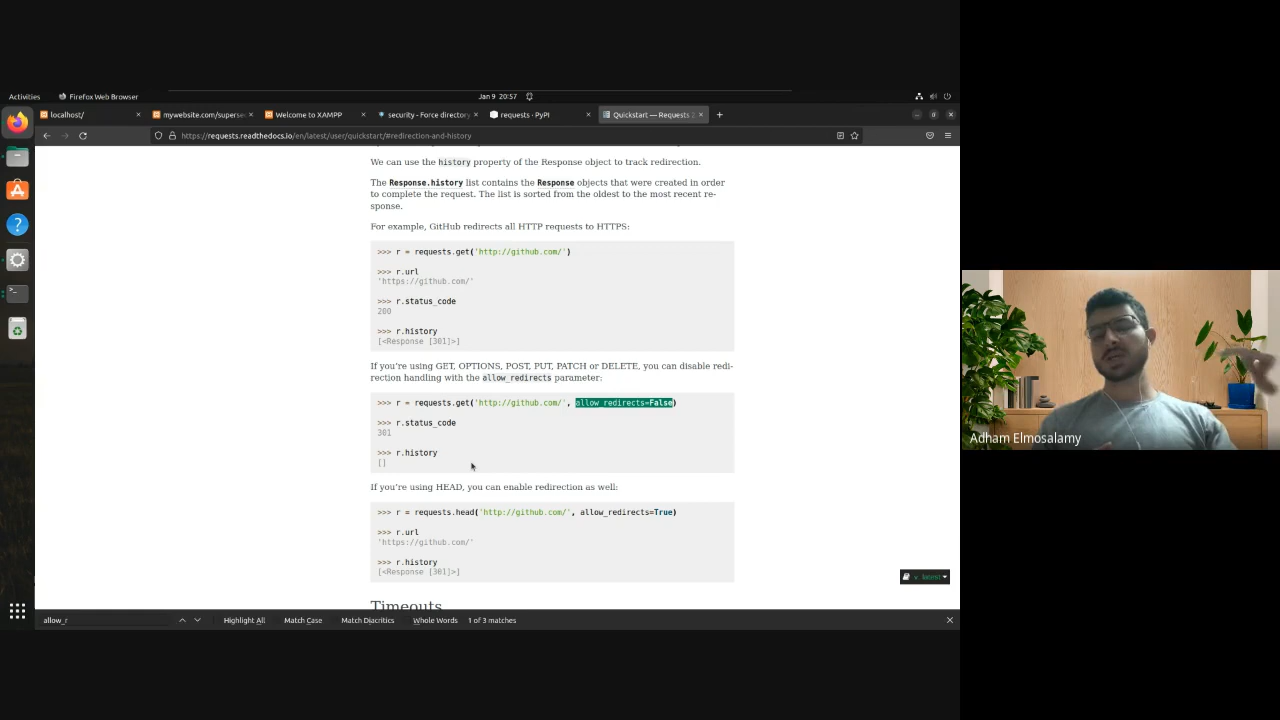 Activities
Firefox Web Browser
Jan 9 20:57
localhost/
mywebsite.com/superse
Welcome to XAMPP
security - Force directory
requests · PyPI
Quickstart — Requests 2
https://requests.readthedocs.io/en/latest/user/quickstart/#redirection-and-history
We can use the history property of the Response object to track redirection.
The Response.history list contains the Response objects that were created in order
to complete the request. The list is sorted from the oldest to the most recent re-
sponse.
For example, GitHub redirects all HTTP requests to HTTPS:
>>> r = requests.get('http://github.com/')
>>> r.url
'https://github.com/'
>>> r.status_code
200
>>> r.history
[<Response [301]>]
If you're using GET, OPTIONS, POST, PUT, PATCH or DELETE, you can disable redi-
rection handling with the allow_redirects parameter:
>>> r = requests.get('http://github.com/', allow_redirects=False)
>>> r.status_code
301
>>> r.history
[]
If you're using HEAD, you can enable redirection as well:
>>> r = requests.head('http://github.com/', allow_redirects=True)
>>> r.url
'https://github.com/'
>>> r.history
[<Response [301]>]
v: latest
Timeouts
allow_r
Highlight All
Match Case
Match Diacritics
Whole Words
1 of 3 matches
Adham Elmosalamy